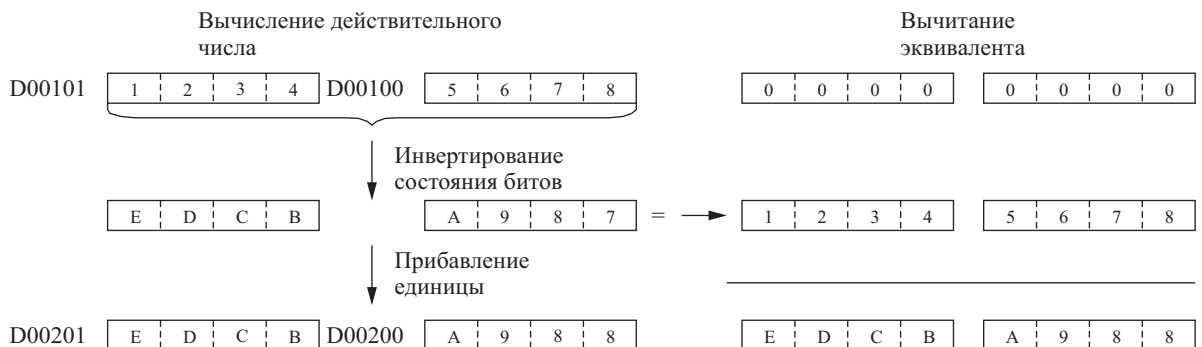 Вычисление действительного
числа
Вычитание
эквивалента
D00101 1 2 3 4 D00100 5 6 7 8 0 0 0 0 0 0 0 0
Инвертирование
состояния битов
E D C B A 9 8 7 = 1 2 3 4 5 6 7 8
Прибавление
единицы
D00201 E D C B D00200 A 9 8 8 E D C B A 9 8 8